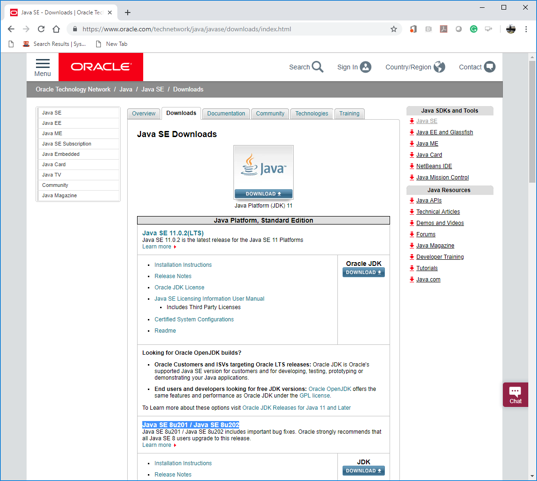 Java SE - Downloads | Oracle Tec
https://www.oracle.com/technetwork/java/javase/downloads/index.html
Search Results | Sys...
New Tab
Menu
ORACLE
Search
Sign In
Country/Region
Contact
Oracle Technology Network / Java / Java SE / Downloads
Java SE
Java EE
Java ME
Java SE Subscription
Java Embedded
Java Card
Java TV
Community
Java Magazine
Overview
Downloads
Documentation
Community
Technologies
Training
Java SE Downloads
Java
DOWNLOAD
Java Platform (JDK) 11
Java Platform, Standard Edition
Java SE 11.0.2(LTS)
Java SE 11.0.2 is the latest release for the Java SE 11 Platforms
Learn more
Installation Instructions
Release Notes
Oracle JDK License
Java SE Licensing Information User Manual
Includes Third Party Licenses
Certified System Configurations
Readme
Oracle JDK
DOWNLOAD
Looking for Oracle OpenJDK builds?
Oracle Customers and ISVs targeting Oracle LTS releases: Oracle JDK is Oracle's
supported Java SE version for customers and for developing, testing, prototyping or
demonstrating your Java applications.
End users and developers looking for free JDK versions: Oracle OpenJDK offers the
same features and performance as Oracle JDK under the GPL license.
To Learn more about these options visit Oracle JDK Releases for Java 11 and Later
Java SE 8u201 / Java SE 8u202
Java SE 8u201 / Java SE 8u202 includes important bug fixes. Oracle strongly recommends that
all Java SE 8 users upgrade to this release.
Learn more
Installation Instructions
Release Notes
JDK
DOWNLOAD
Java SDKs and Tools
Java SE
Java EE and Glassfish
Java ME
Java Card
NetBeans IDE
Java Mission Control
Java Resources
Java APIs
Technical Articles
Demos and Videos
Forums
Java Magazine
Developer Training
Tutorials
Java.com
Chat